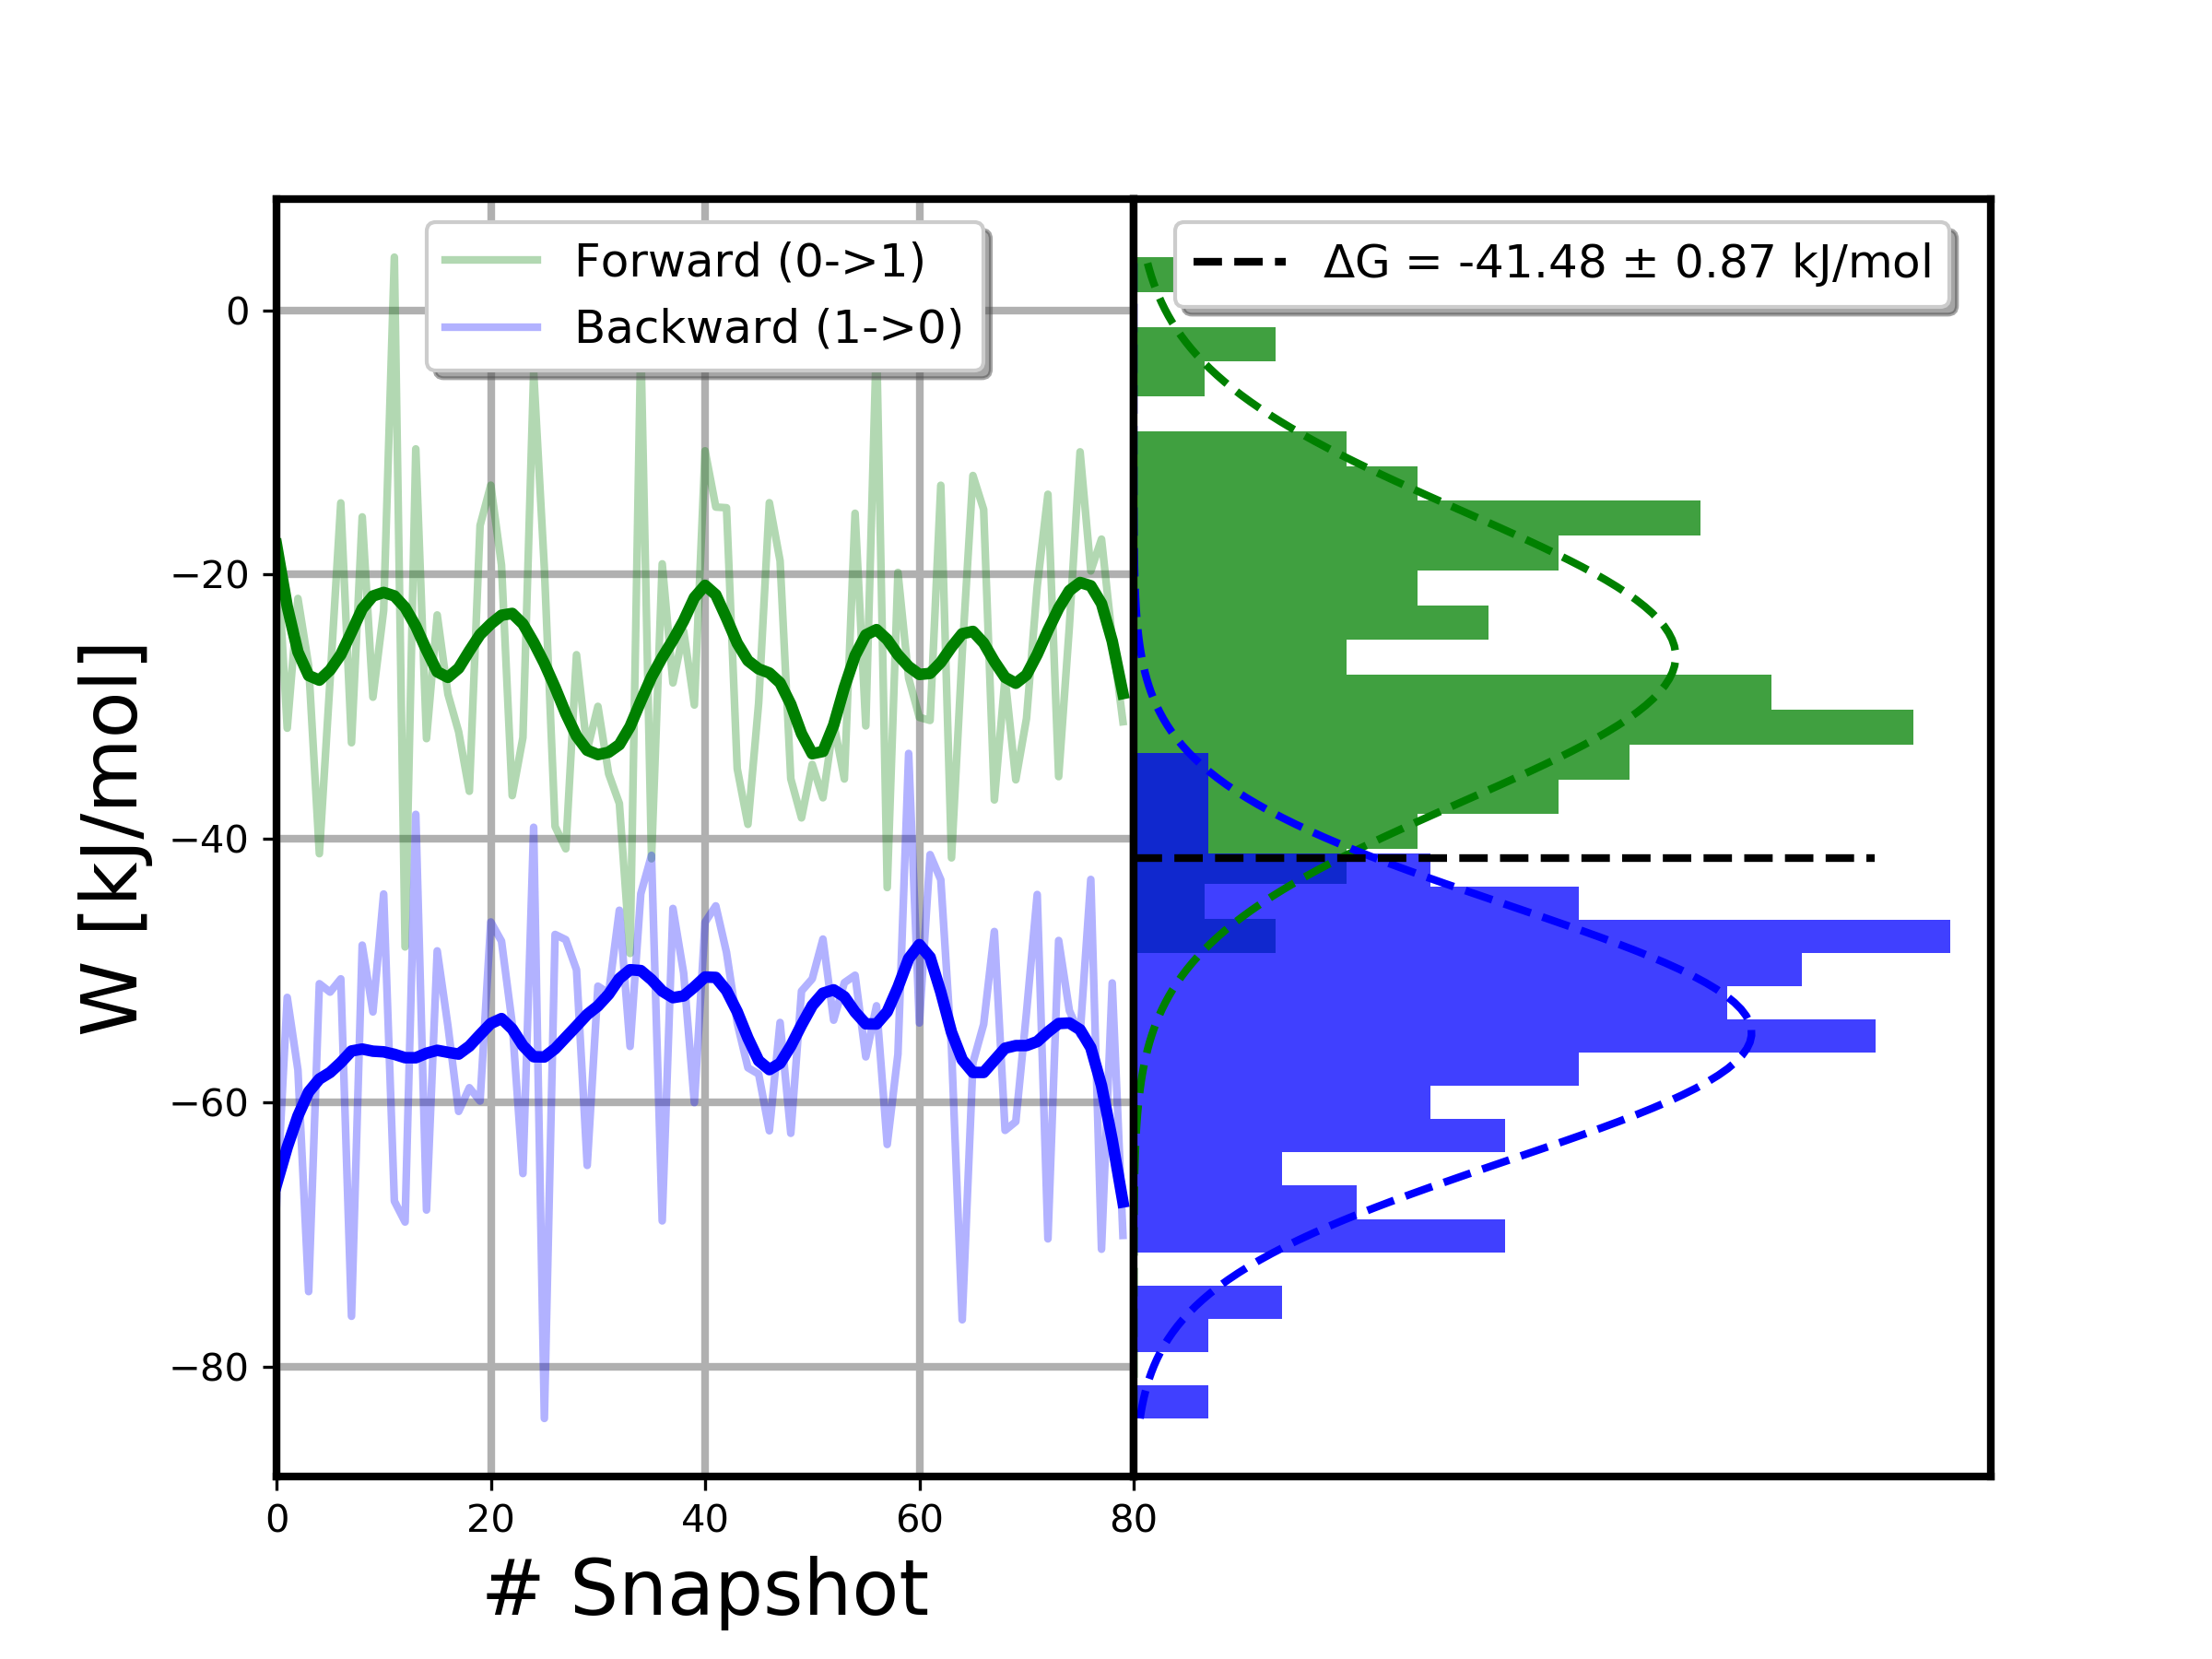 Forward (0->1)
Backward (1->0)
ΔG = -41.48 ± 0.87 kJ/mol
W [kJ/mol]
0
−20
−40
−60
−80
0 20 40 60 80
# Snapshot